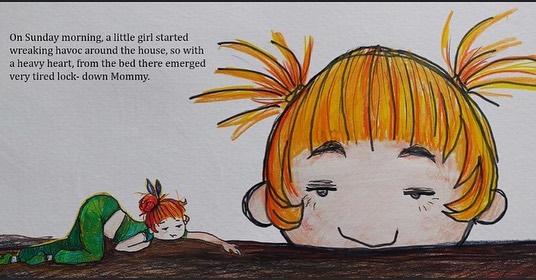 On Sunday morning, a little girl started
wreaking havoc around the house, so with
a heavy heart, from the bed there emerged
very tired lock- down Mommy.